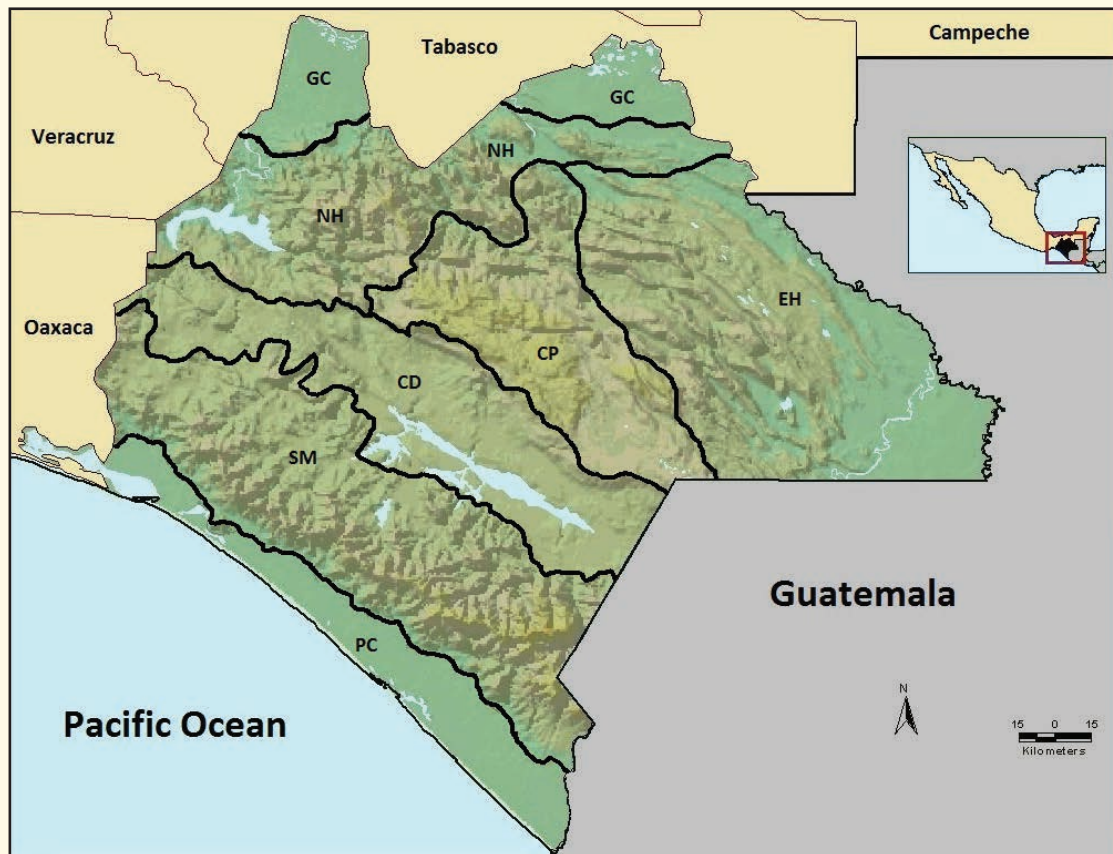 Campeche
Tabasco
GC
GC
Veracruz
NH
NH
EH
Oaxaca
CP
CD
SM
Guatemala
PC
N
Pacific Ocean
15 0 15
Kilometers